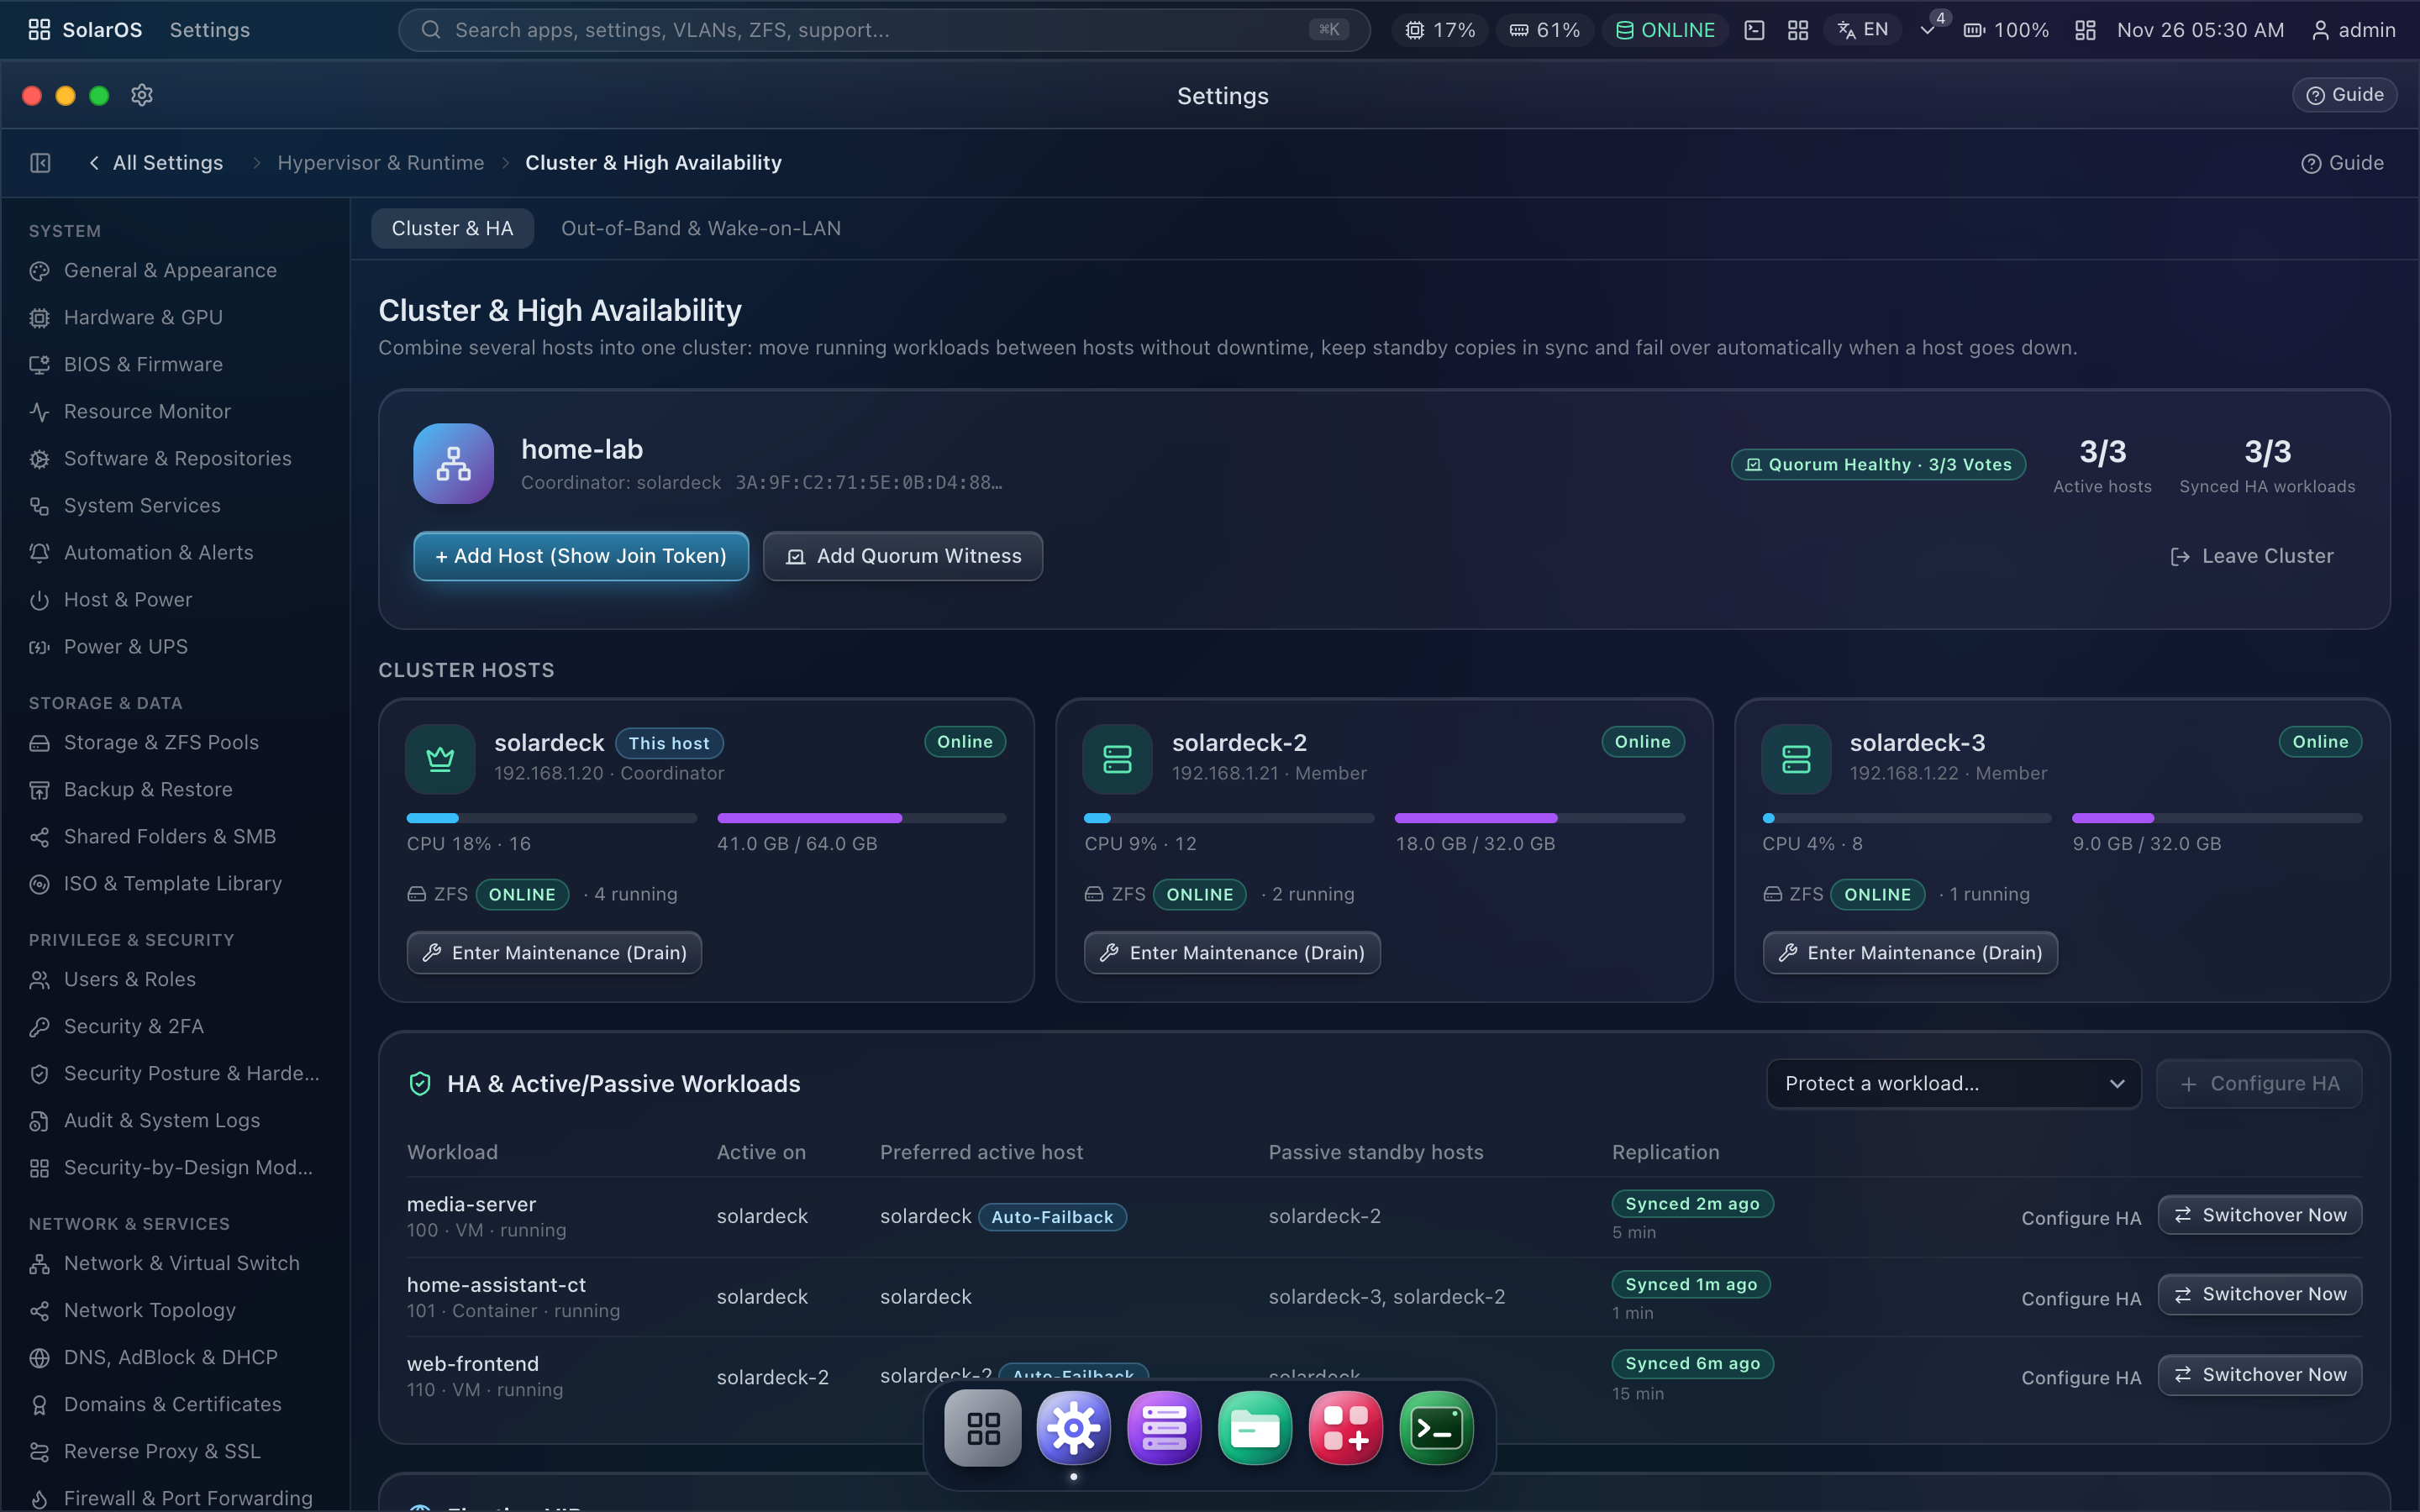 SolarOS Settings Search apps, settings, VLANs, ZFS, support... ⌘K 17% 61% ONLINE EN 4 100% Nov 26 05:30 AM admin
Settings Guide
All Settings Hypervisor & Runtime Cluster & High Availability Guide
SYSTEM
General & Appearance
Hardware & GPU
BIOS & Firmware
Resource Monitor
Software & Repositories
System Services
Automation & Alerts
Host & Power
Power & UPS
STORAGE & DATA
Storage & ZFS Pools
Backup & Restore
Shared Folders & SMB
ISO & Template Library
PRIVILEGE & SECURITY
Users & Roles
Security & 2FA
Security Posture & Harde...
Audit & System Logs
Security-by-Design Mod...
NETWORK & SERVICES
Network & Virtual Switch
Network Topology
DNS, AdBlock & DHCP
Domains & Certificates
Reverse Proxy & SSL
Firewall & Port Forwarding
Cluster & HA Out-of-Band & Wake-on-LAN
Cluster & High Availability
Combine several hosts into one cluster: move running workloads between hosts without downtime, keep standby copies in sync and fail over automatically when a host goes down.
home-lab
Coordinator: solardeck 3A:9F:C2:71:5E:0B:D4:88…
Quorum Healthy · 3/3 Votes
3/3
Active hosts
3/3
Synced HA workloads
+ Add Host (Show Join Token) Add Quorum Witness Leave Cluster
CLUSTER HOSTS
solardeck This host Online
192.168.1.20 · Coordinator
CPU 18% · 16 41.0 GB / 64.0 GB
ZFS ONLINE · 4 running
Enter Maintenance (Drain)
solardeck-2 Online
192.168.1.21 · Member
CPU 9% · 12 18.0 GB / 32.0 GB
ZFS ONLINE · 2 running
Enter Maintenance (Drain)
solardeck-3 Online
192.168.1.22 · Member
CPU 4% · 8 9.0 GB / 32.0 GB
ZFS ONLINE · 1 running
Enter Maintenance (Drain)
HA & Active/Passive Workloads Protect a workload... Configure HA
Workload Active on Preferred active host Passive standby hosts Replication
media-server
100 · VM · running
solardeck solardeck Auto-Failback solardeck-2
Synced 2m ago
5 min
Configure HA Switchover Now
home-assistant-ct
101 · Container · running
solardeck solardeck solardeck-3, solardeck-2
Synced 1m ago
1 min
Configure HA Switchover Now
web-frontend
110 · VM · running
solardeck-2 solardeck-2 Auto-Failback solardeck
Synced 6m ago
15 min
Configure HA Switchover Now